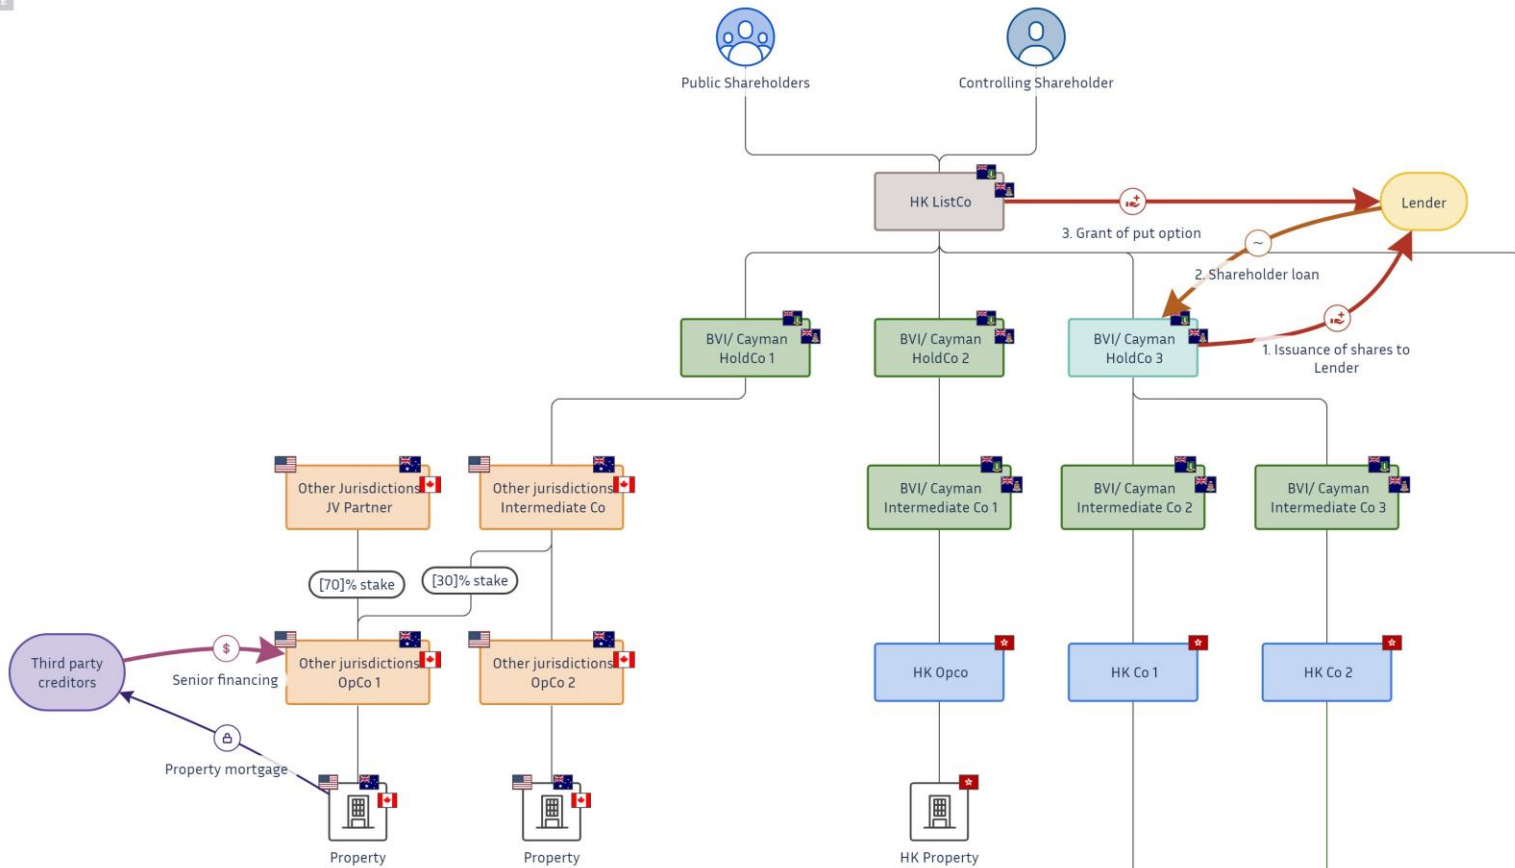 Public Shareholders
Controlling Shareholder
HK ListCo
Lender
3. Grant of put option
2. Shareholder loan
BVI/ Cayman
HoldCo 1
BVI/ Cayman
HoldCo 2
BVI/ Cayman
HoldCo 3
1. Issuance of shares to
Lender
Other Jurisdictions
JV Partner
Other jurisdictions
Intermediate Co
BVI/ Cayman
Intermediate Co 1
BVI/ Cayman
Intermediate Co 2
BVI/ Cayman
Intermediate Co 3
[70]% stake
[30]% stake
Third party
creditors
$
Senior financing
Other jurisdictions
OpCo 1
Other jurisdictions
OpCo 2
HK Opco
HK Co 1
HK Co 2
Property mortgage
Property
Property
HK Property